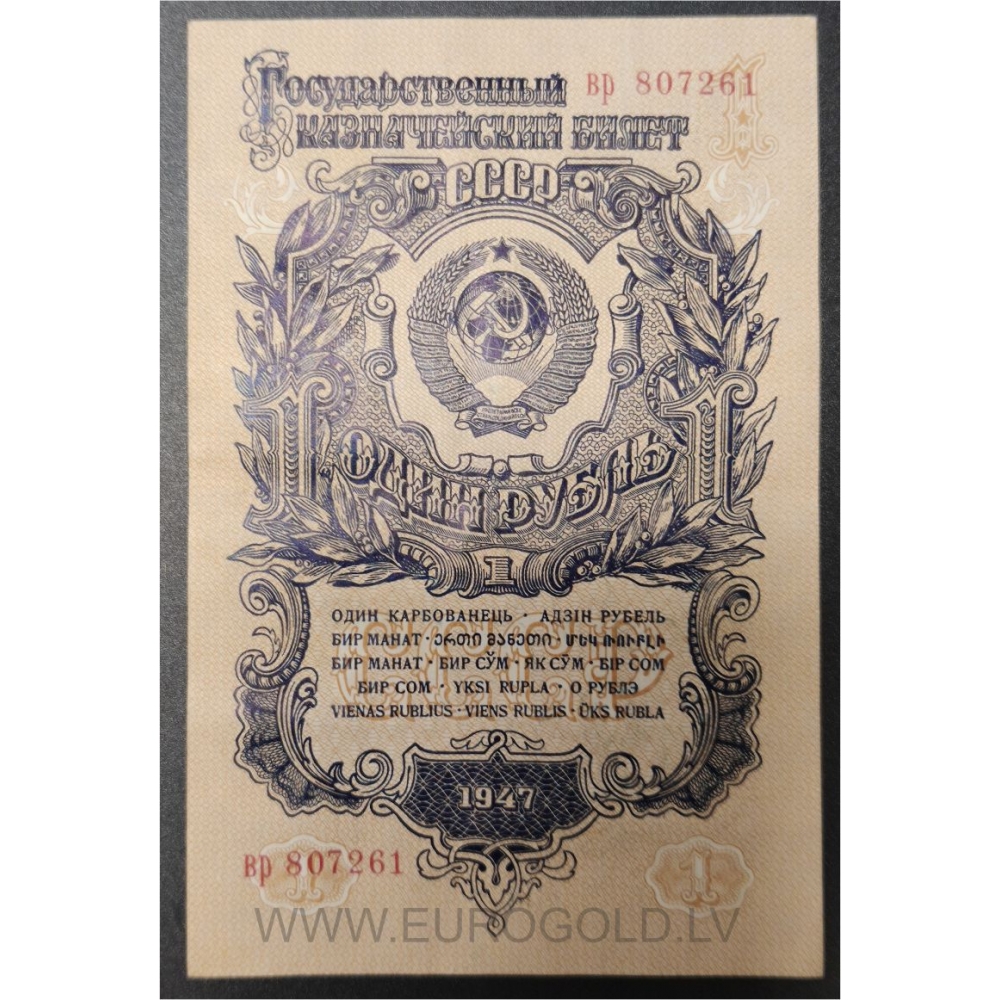 Государственный вр 807261
казначейский билет
СССР
1 1
ОДИН РУБЛЬ
1
ОДИН КАРБОВАНЕЦЬ · АДЗІН РУБЕЛЬ
БИР МАНАТ · ᲔᲠᲗᲘ ᲛᲐᲜᲔᲗᲘ · ՄԵԿ ՌՈՒԲԼԻ
БИР МАНАТ · БИР СЎМ · ЯК СӮМ · БІР СОМ
БИР СОМ · YKSI RUPLA · О РУБЛЭ
VIENAS RUBLIUS · VIENS RUBLIS · ÜKS RUBLA
1947
вр 807261
1 1
WWW.EUROGOLD.LV